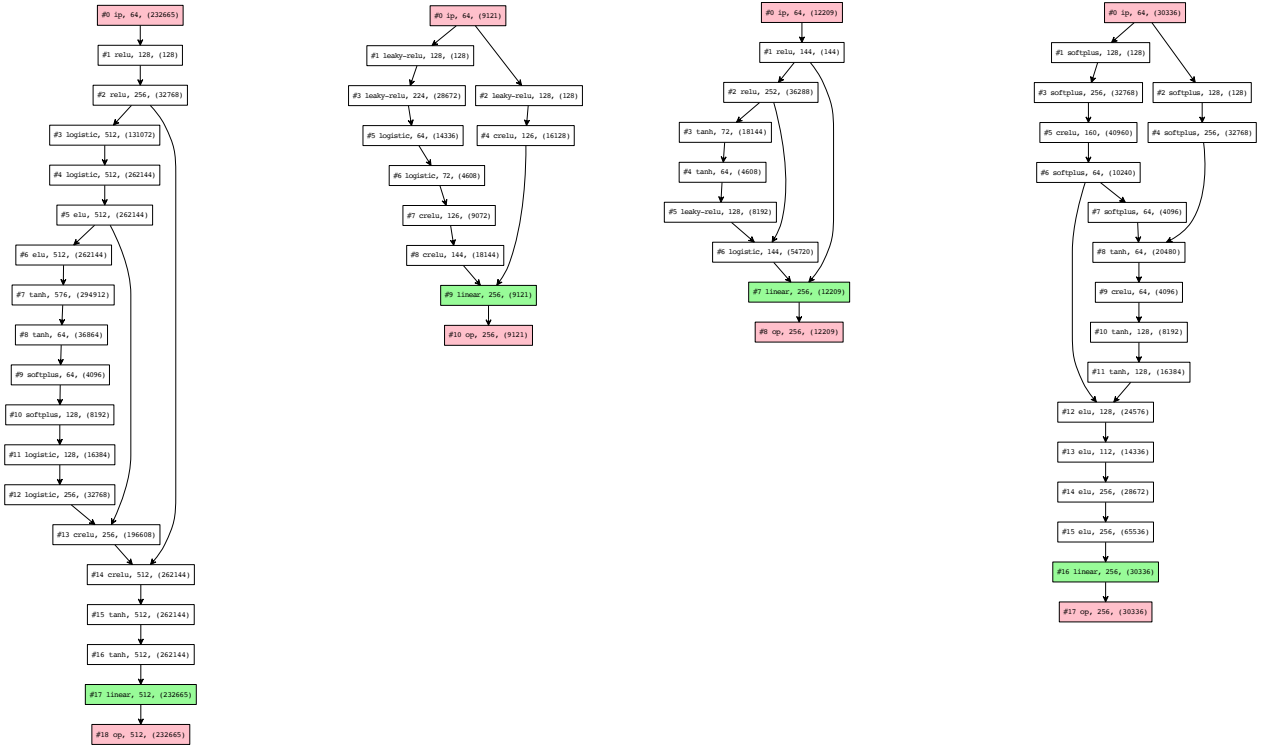 #0 ip, 64, (232665)
#1 relu, 128, (128)
#2 relu, 256, (32768)
#3 logistic, 512, (131072)
#4 logistic, 512, (262144)
#5 elu, 512, (262144)
#6 elu, 512, (262144)
#7 tanh, 576, (294912)
#8 tanh, 64, (36864)
#9 softplus, 64, (4096)
#10 softplus, 128, (8192)
#11 logistic, 128, (16384)
#12 logistic, 256, (32768)
#13 crelu, 256, (196608)
#14 crelu, 512, (262144)
#15 tanh, 512, (262144)
#16 tanh, 512, (262144)
#17 linear, 512, (232665)
#18 op, 512, (232665)
#0 ip, 64, (9121)
#1 leaky-relu, 128, (128)
#3 leaky-relu, 224, (28672)
#2 leaky-relu, 128, (128)
#5 logistic, 64, (14336)
#4 crelu, 126, (16128)
#6 logistic, 72, (4608)
#7 crelu, 126, (9072)
#8 crelu, 144, (18144)
#9 linear, 256, (9121)
#10 op, 256, (9121)
#0 ip, 64, (12209)
#1 relu, 144, (144)
#2 relu, 252, (36288)
#3 tanh, 72, (18144)
#4 tanh, 64, (4608)
#5 leaky-relu, 128, (8192)
#6 logistic, 144, (54720)
#7 linear, 256, (12209)
#8 op, 256, (12209)
#0 ip, 64, (30336)
#1 softplus, 128, (128)
#3 softplus, 256, (32768)
#2 softplus, 128, (128)
#5 crelu, 160, (40960)
#4 softplus, 256, (32768)
#6 softplus, 64, (10240)
#7 softplus, 64, (4096)
#8 tanh, 64, (20480)
#9 crelu, 64, (4096)
#10 tanh, 128, (8192)
#11 tanh, 128, (16384)
#12 elu, 128, (24576)
#13 elu, 112, (14336)
#14 elu, 256, (28672)
#15 elu, 256, (65536)
#16 linear, 256, (30336)
#17 op, 256, (30336)